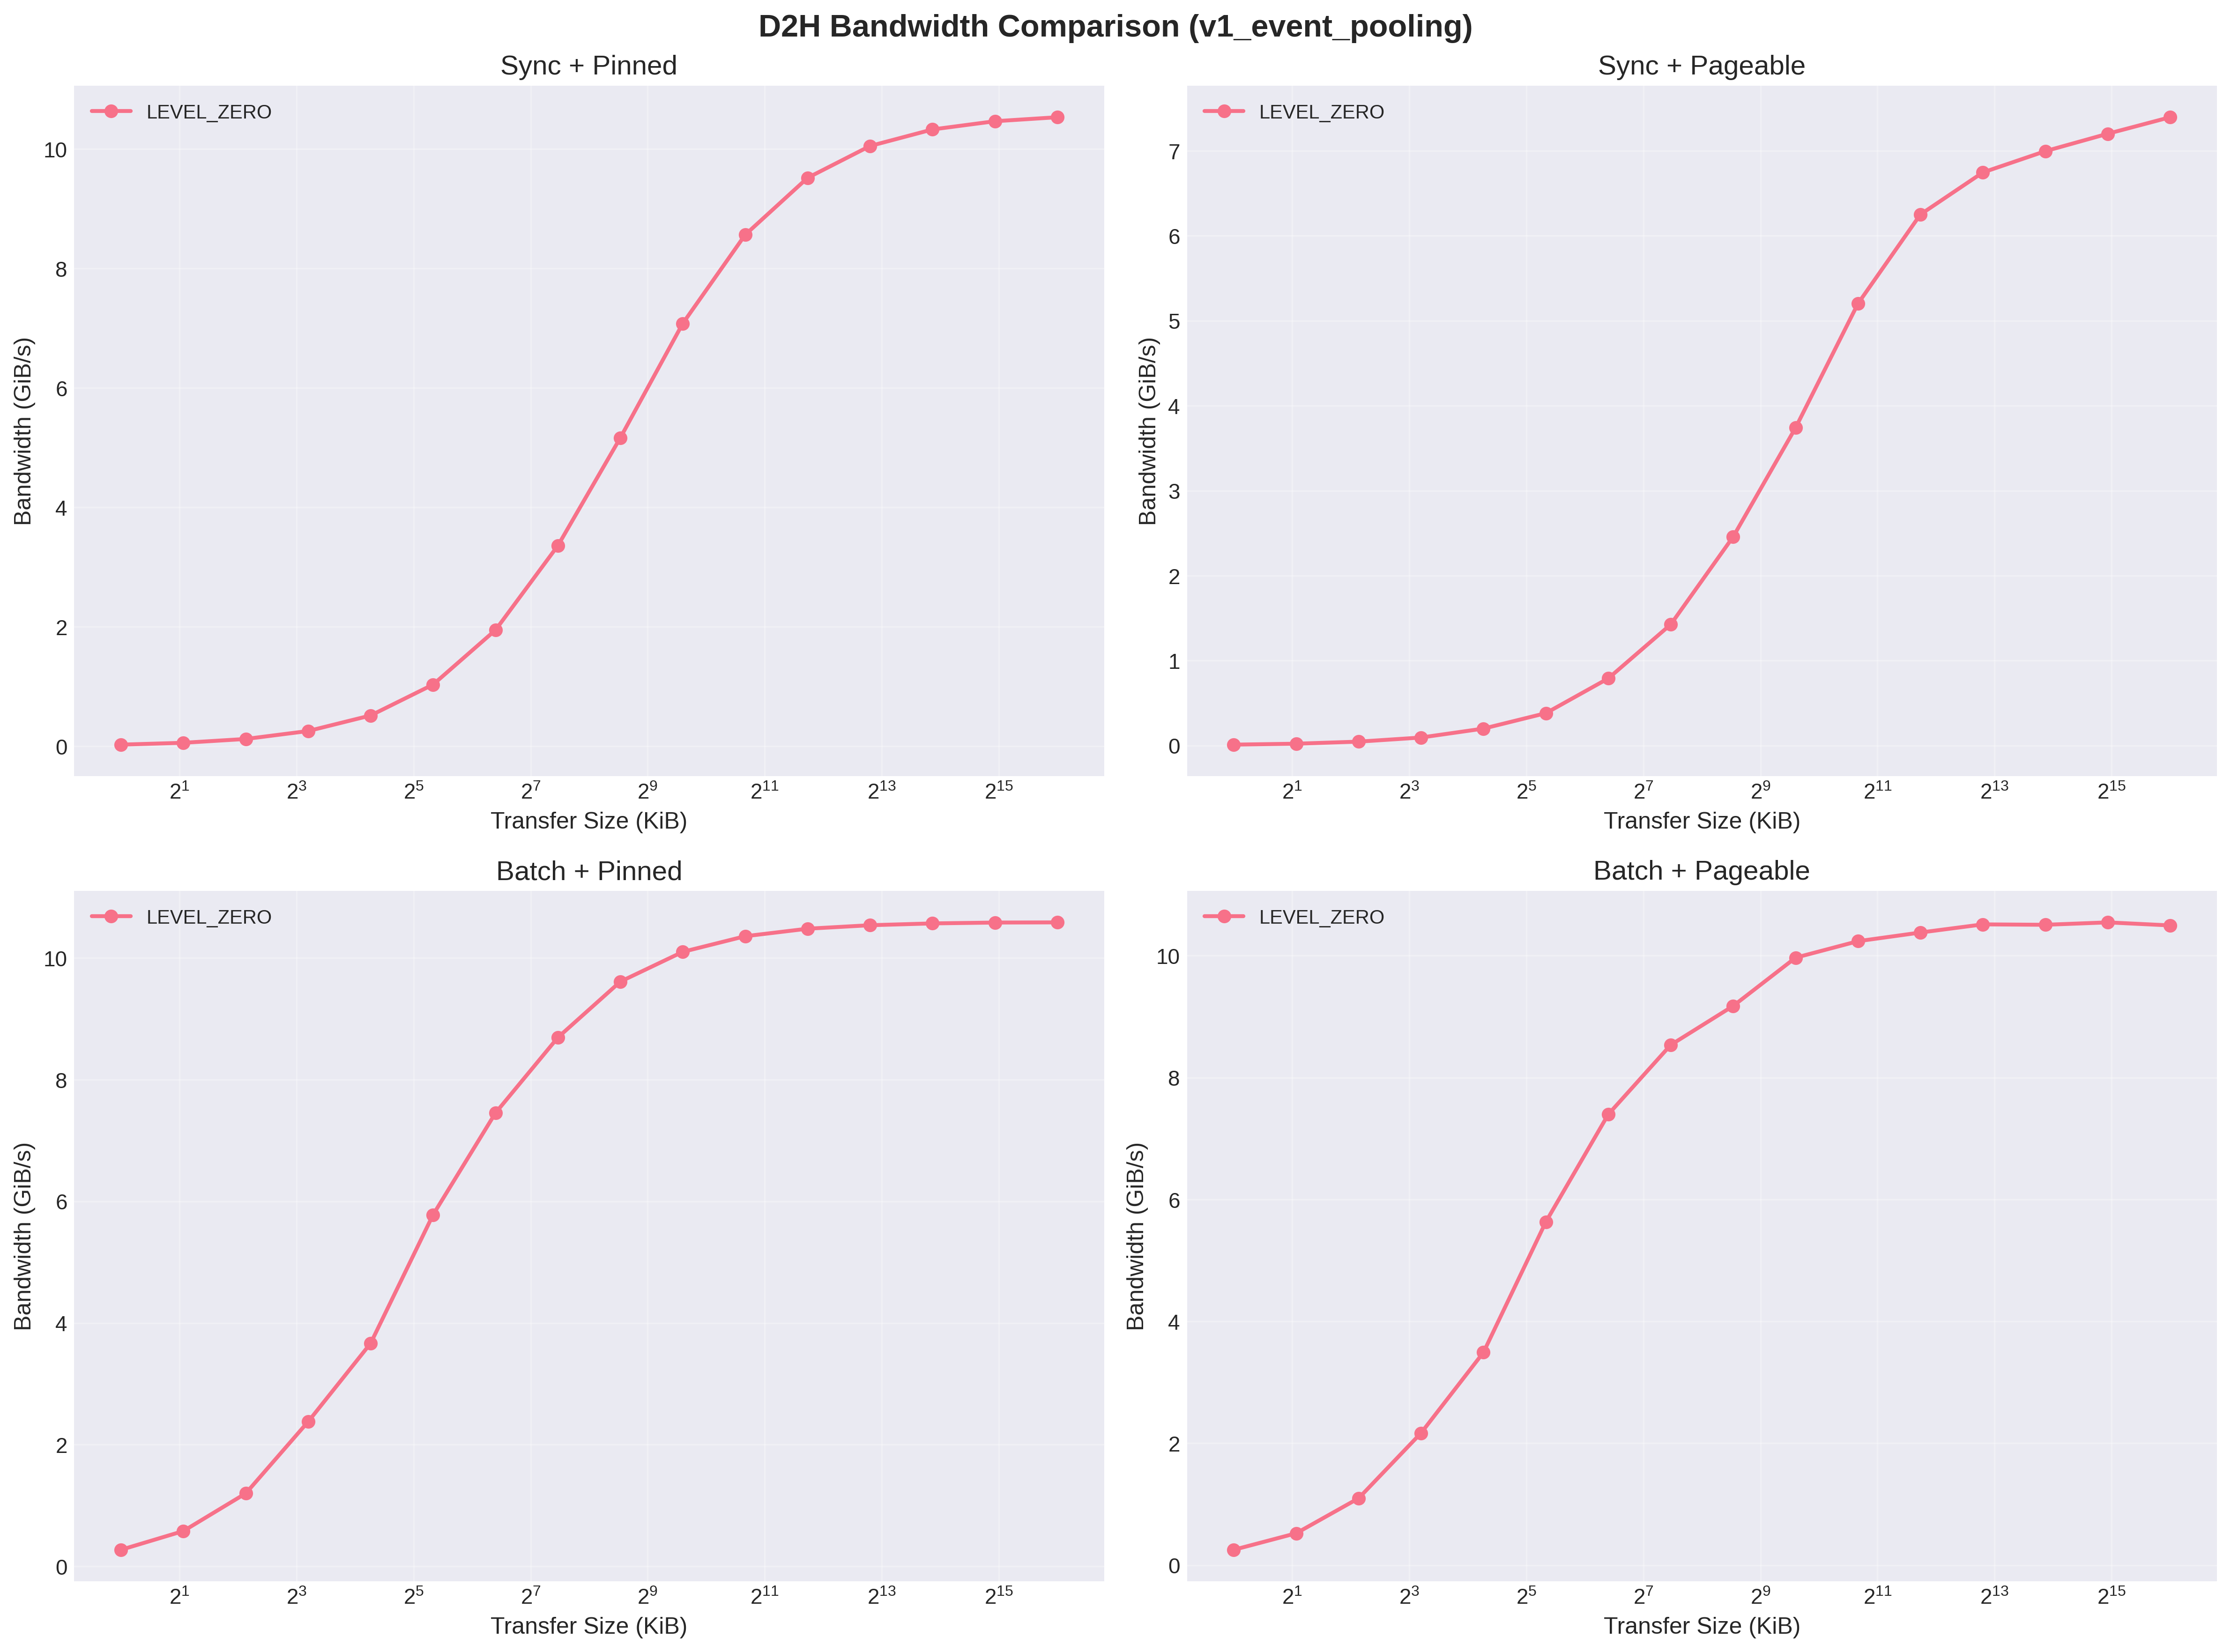 D2H Bandwidth Comparison (v1_event_pooling)
Sync + Pinned
LEVEL_ZERO
Bandwidth (GiB/s)
10
8
6
4
2
0
2^1 2^3 2^5 2^7 2^9 2^11 2^13 2^15
Transfer Size (KiB)
Sync + Pageable
LEVEL_ZERO
Bandwidth (GiB/s)
7
6
5
4
3
2
1
0
2^1 2^3 2^5 2^7 2^9 2^11 2^13 2^15
Transfer Size (KiB)
Batch + Pinned
LEVEL_ZERO
Bandwidth (GiB/s)
10
8
6
4
2
0
2^1 2^3 2^5 2^7 2^9 2^11 2^13 2^15
Transfer Size (KiB)
Batch + Pageable
LEVEL_ZERO
Bandwidth (GiB/s)
10
8
6
4
2
0
2^1 2^3 2^5 2^7 2^9 2^11 2^13 2^15
Transfer Size (KiB)